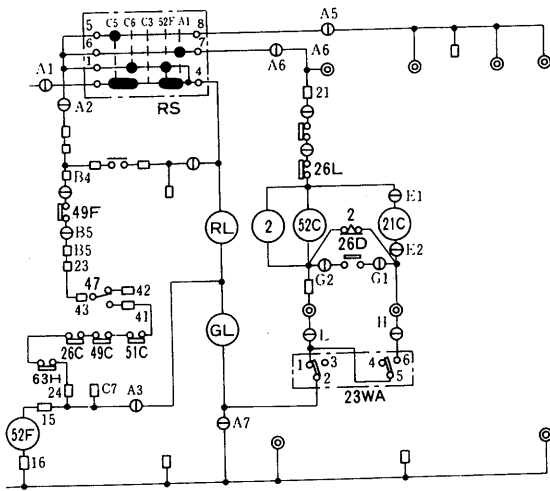 C5 C6 C3 52F A1
5 8 A5
6 7 A6 A6
1
A1 4
RS
A2
21
26L
B4
49F
B5
B5
23
47
43 42
41
26C 49C 51C
63H
24 C7 A3
15
52F
16
RL
GL
A7
2 52C 21C
E1
E2
2
26D
G2 G1
L H
1 3 4 6
2 5
23WA